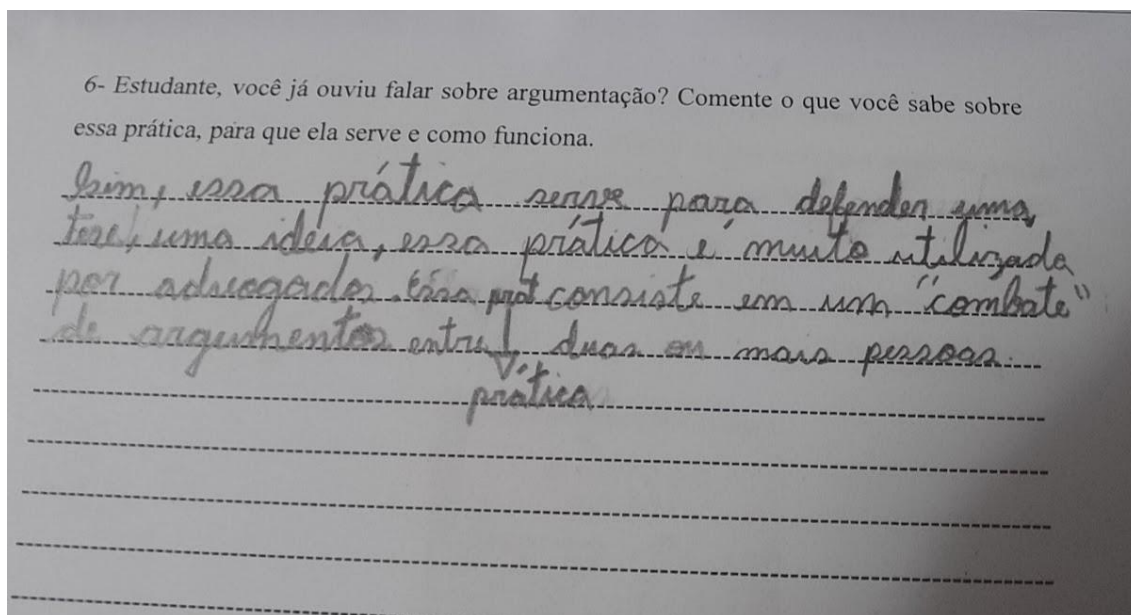 6- Estudante, você já ouviu falar sobre argumentação? Comente o que você sabe sobre
essa prática, para que ela serve e como funciona.
Sim, essa prática serve para defender uma
tese, uma ideia, essa prática é muito utilizada
por advogados. Essa prat consiste em um "combate"
de argumentos entre duas ou mais pessoas.
prática